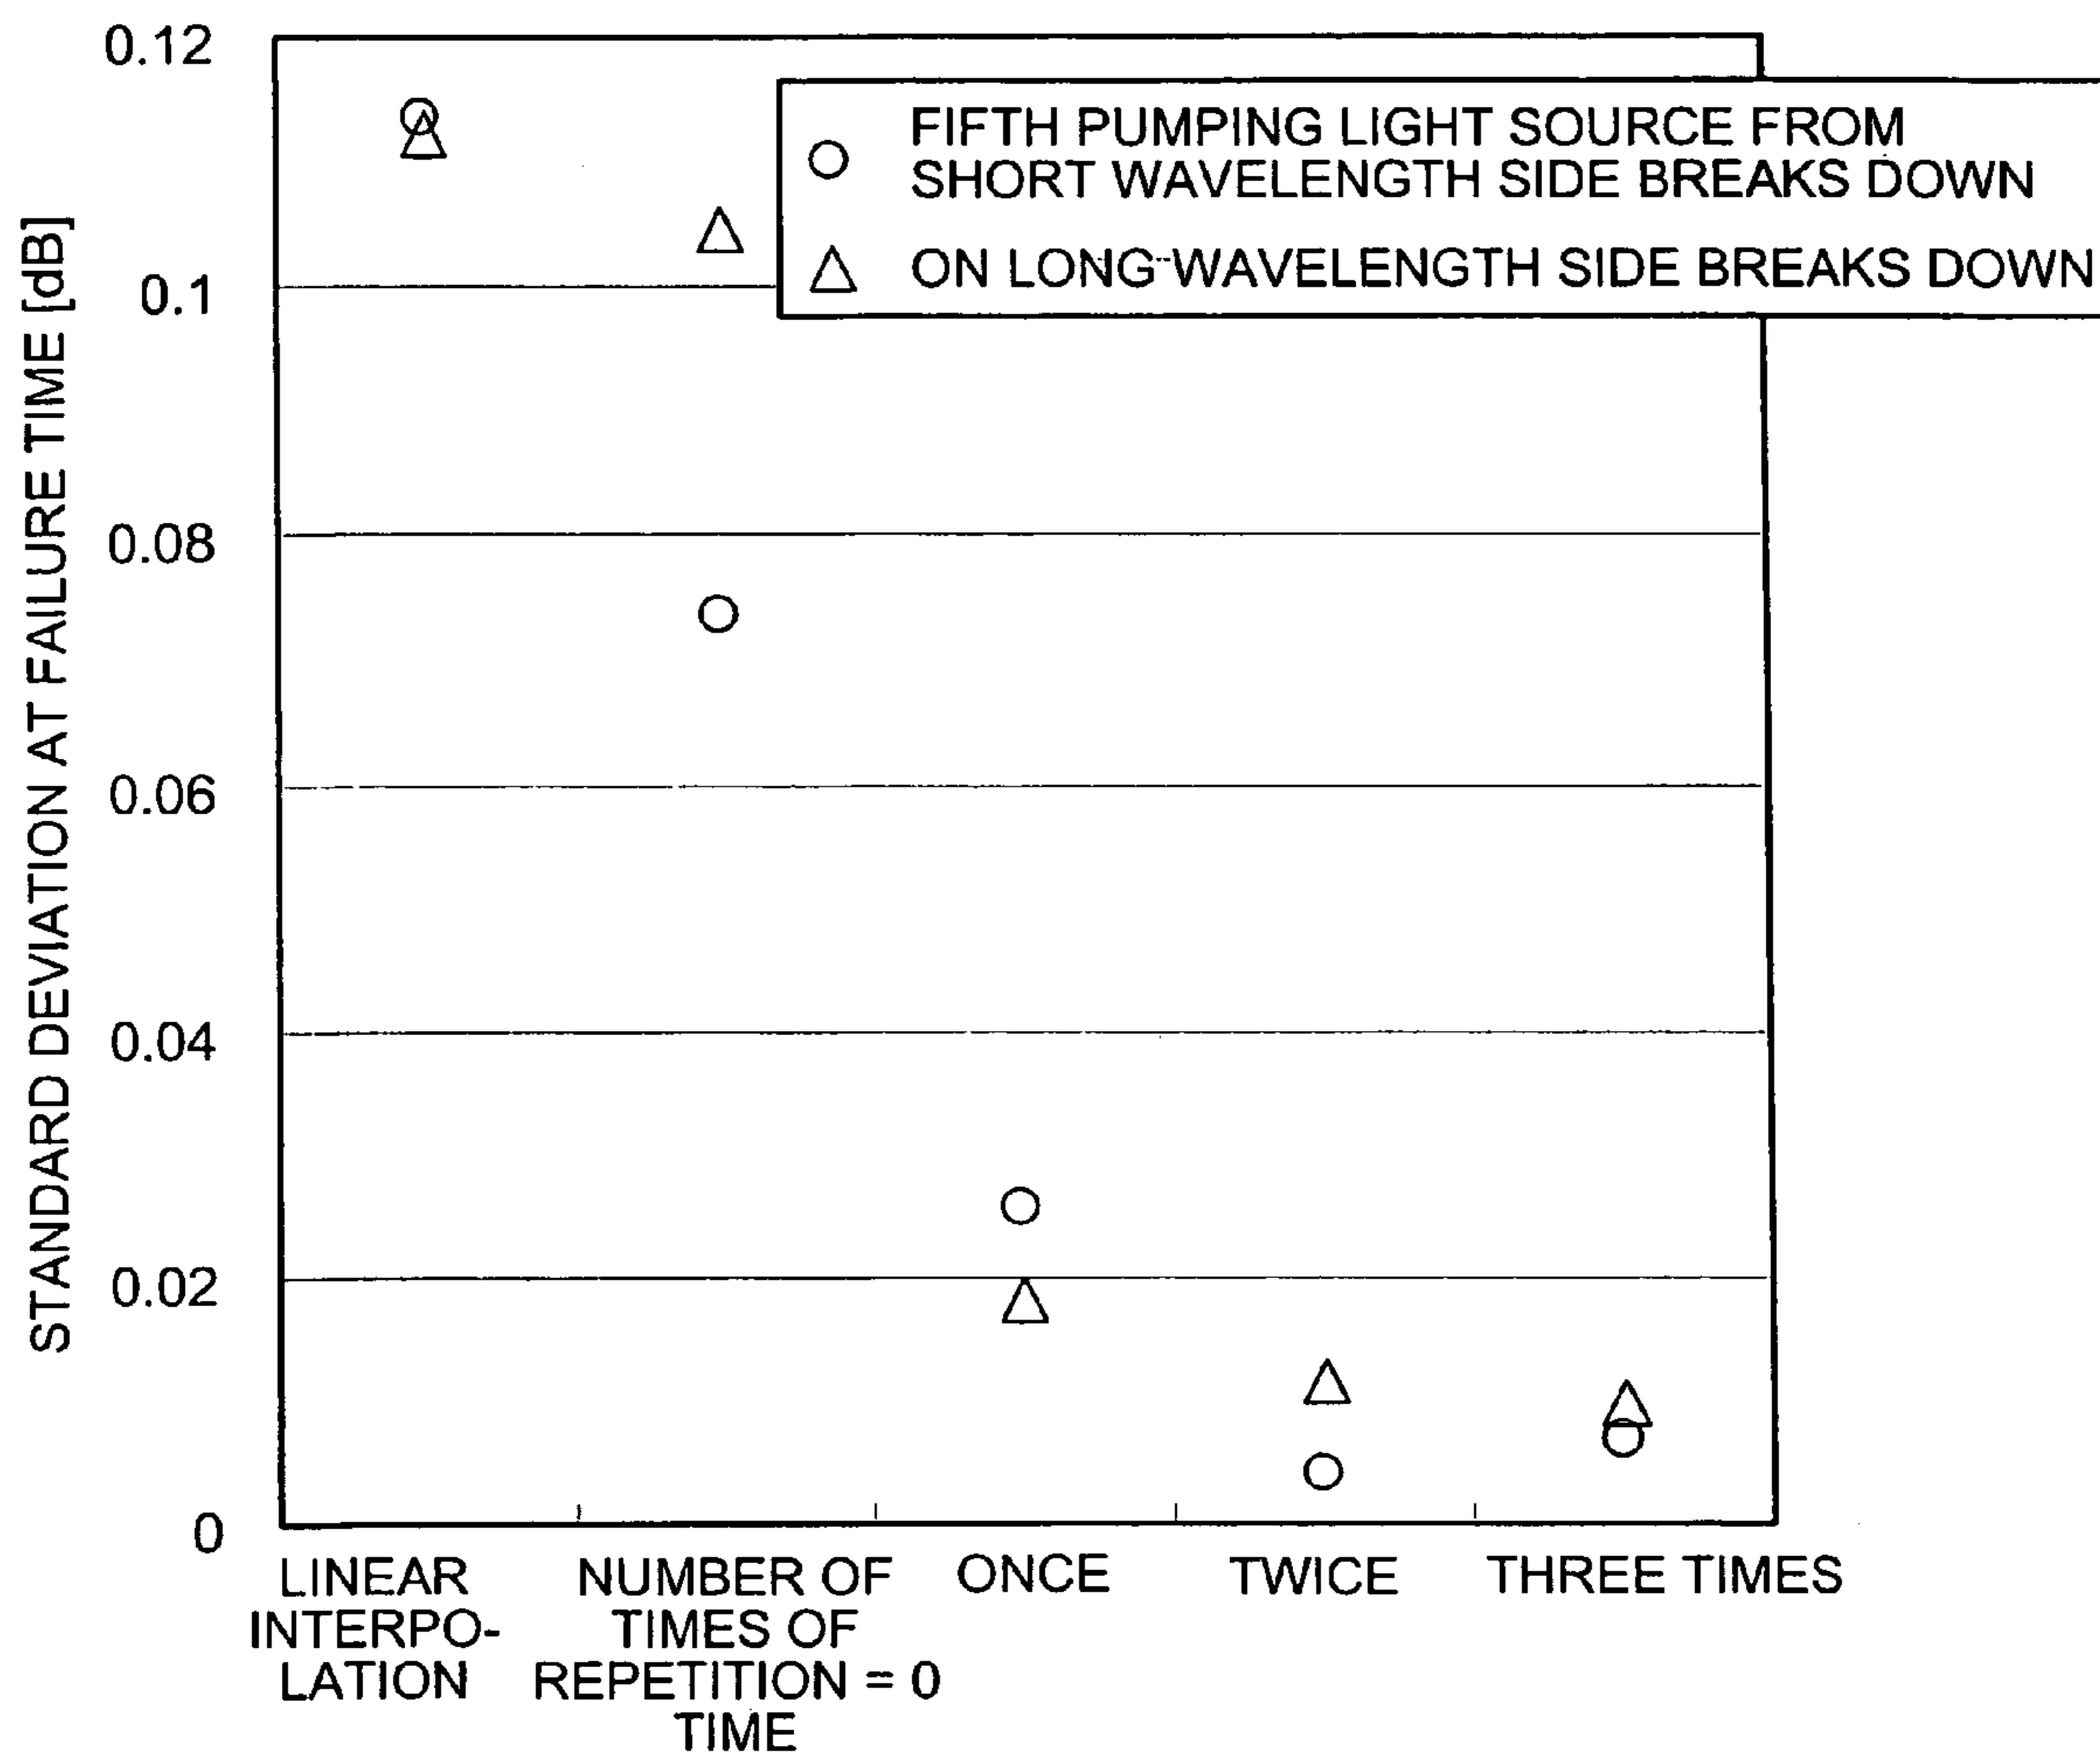 0.12
0.1
0.08
0.06
0.04
0.02
0
STANDARD DEVIATION AT FAILURE TIME [dB]
FIFTH PUMPING LIGHT SOURCE FROM
SHORT WAVELENGTH SIDE BREAKS DOWN
ON LONG-WAVELENGTH SIDE BREAKS DOWN
LINEAR
INTERPO-
LATION
NUMBER OF
TIMES OF
REPETITION = 0
TIME
ONCE
TWICE
THREE TIMES